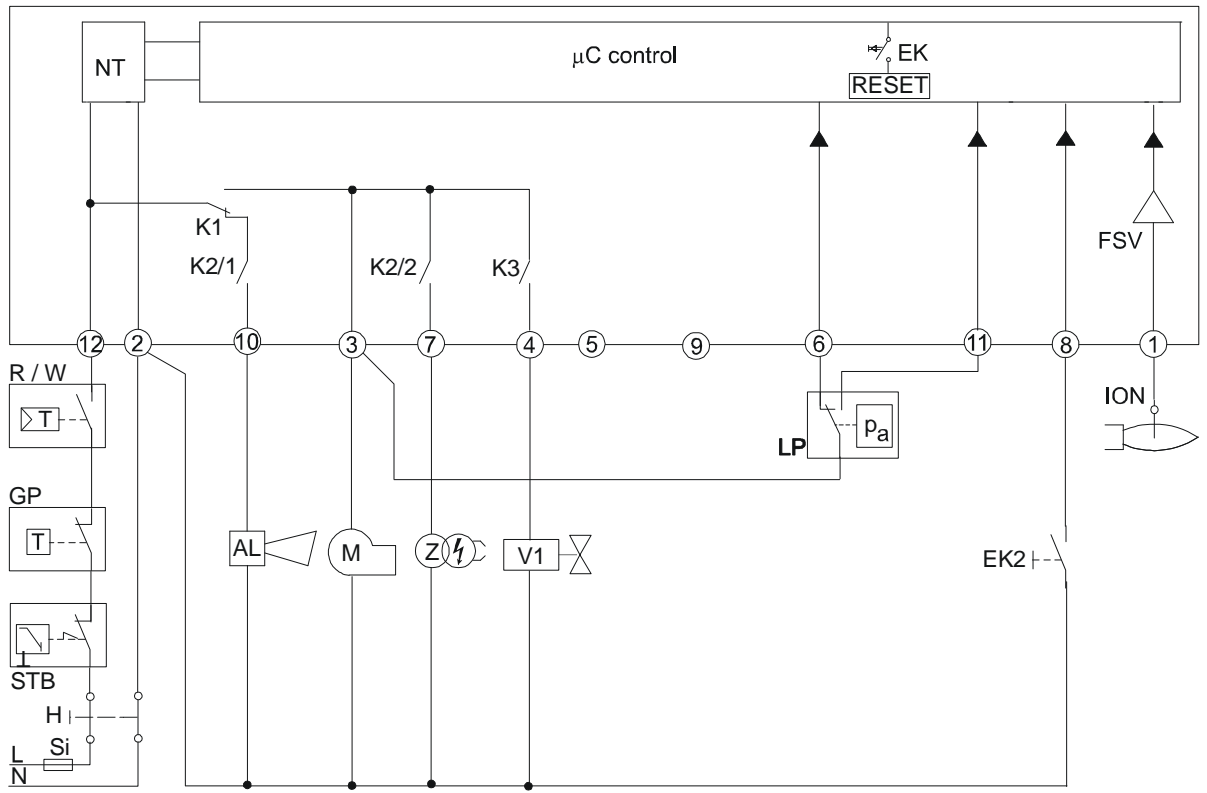 NT
μC control
EK
RESET
FSV
K1
K2/1
K2/2
K3
12
2
10
3
7
4
5
9
6
11
8
1
R / W
T
ION
LP
pa
GP
T
AL
M
Z
V1
EK2
STB
H
Si
L
N